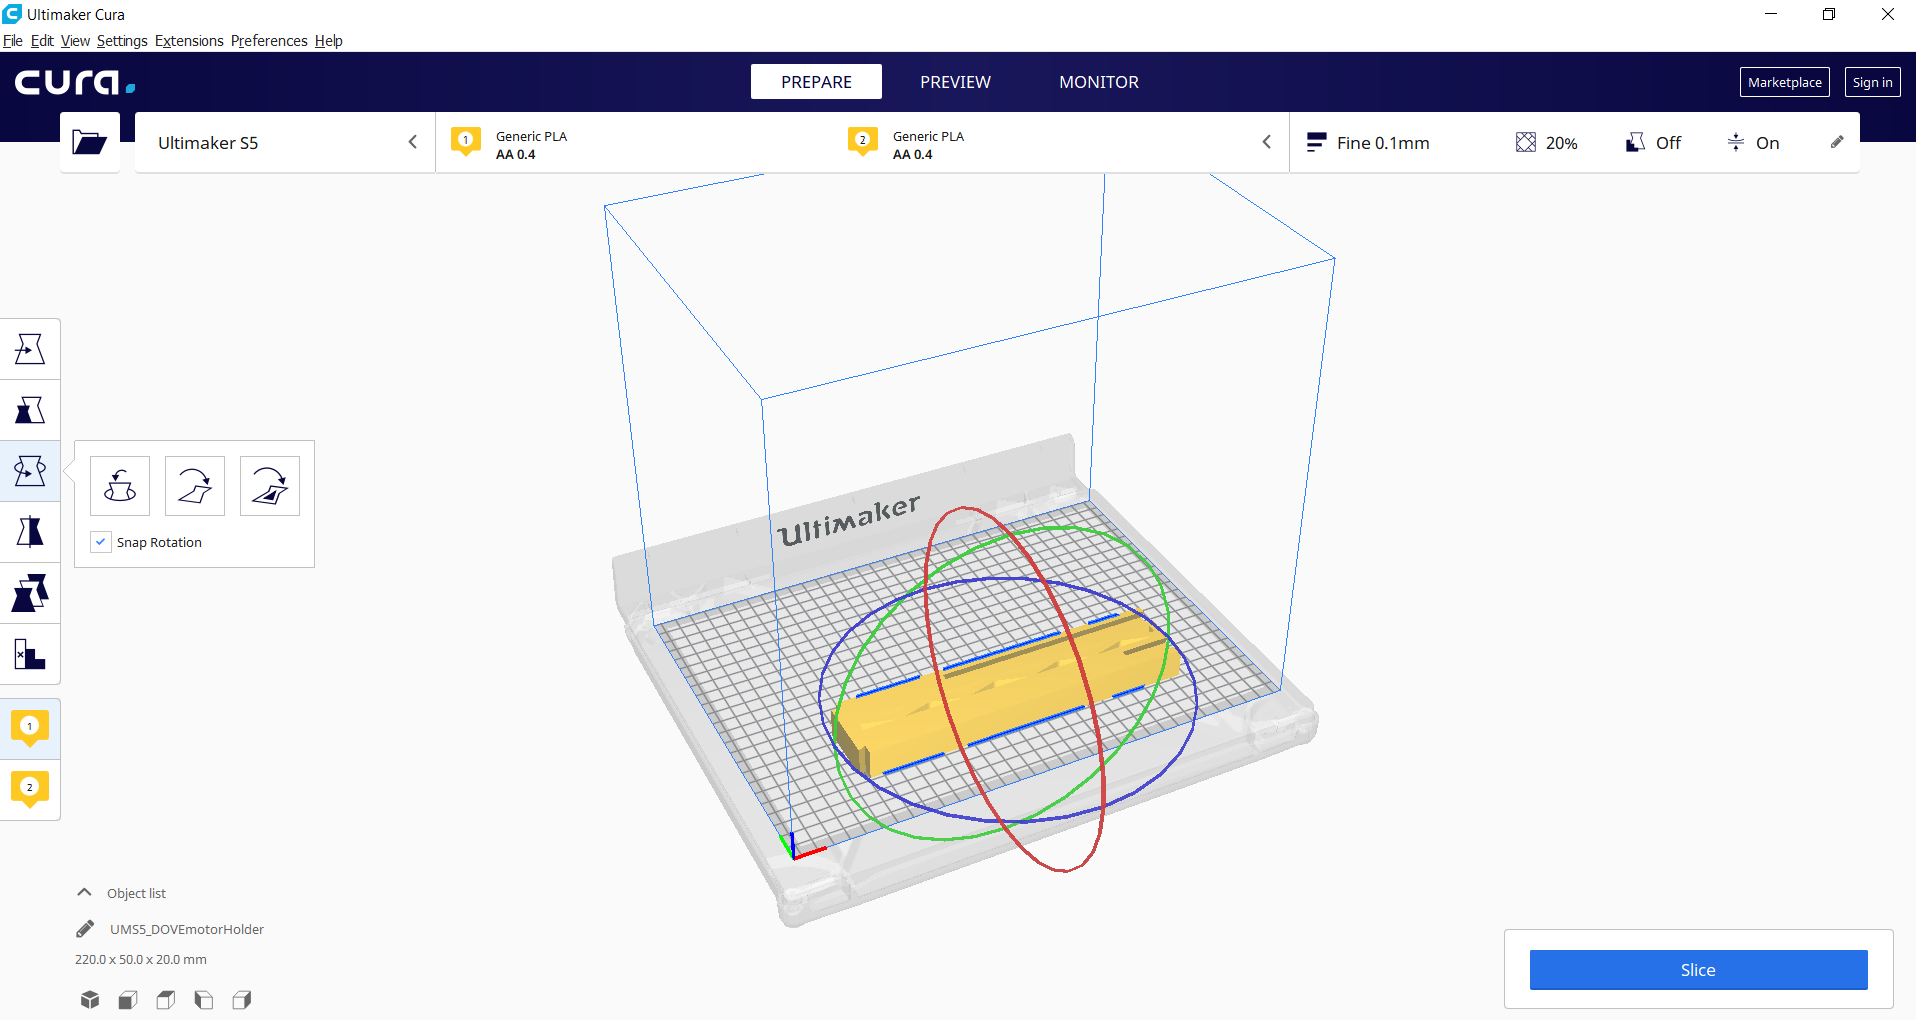 Ultimaker Cura
File Edit View Settings Extensions Preferences Help
cura.
PREPARE
PREVIEW
MONITOR
Marketplace
Sign in
Ultimaker S5
1
Generic PLA
AA 0.4
2
Generic PLA
AA 0.4
Fine 0.1mm
20%
Off
On
Ultimaker
Snap Rotation
1
2
Object list
UMS5_DOVEmotorHolder
220.0 x 50.0 x 20.0 mm
Slice